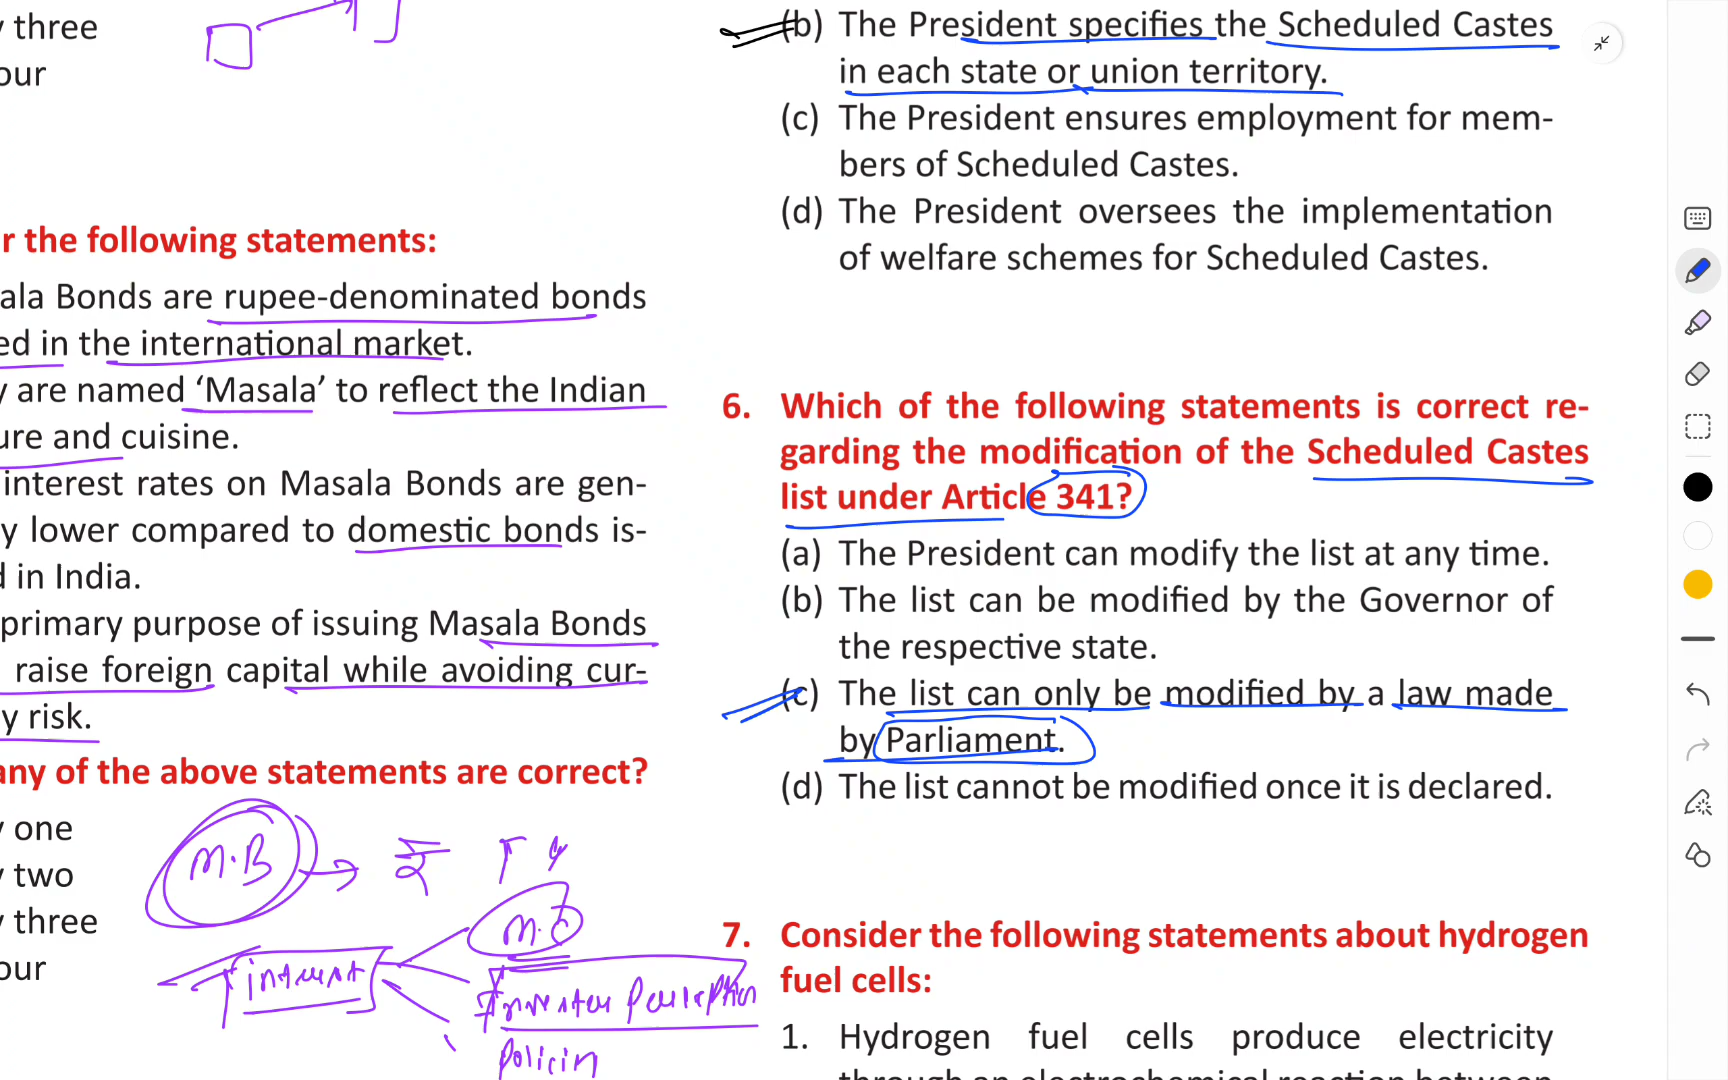 three
our
r the following statements:
ala Bonds are rupee-denominated bonds
ed in the international market.
y are named ‘Masala’ to reflect the Indian
ure and cuisine.
interest rates on Masala Bonds are gen-
y lower compared to domestic bonds is-
d in India.
primary purpose of issuing Masala Bonds
raise foreign capital while avoiding cur-
y risk.
any of the above statements are correct?
one
two
three
our
M.B
₹
interest
Investor Perception
(b) The President specifies the Scheduled Castes
in each state or union territory.
(c) The President ensures employment for mem-
bers of Scheduled Castes.
(d) The President oversees the implementation
of welfare schemes for Scheduled Castes.
6. Which of the following statements is correct re-
garding the modification of the Scheduled Castes
list under Article 341?
(a) The President can modify the list at any time.
(b) The list can be modified by the Governor of
the respective state.
(c) The list can only be modified by a law made
by Parliament.
(d) The list cannot be modified once it is declared.
7. Consider the following statements about hydrogen
fuel cells:
1. Hydrogen fuel cells produce electricity
through an electrochemical reaction between